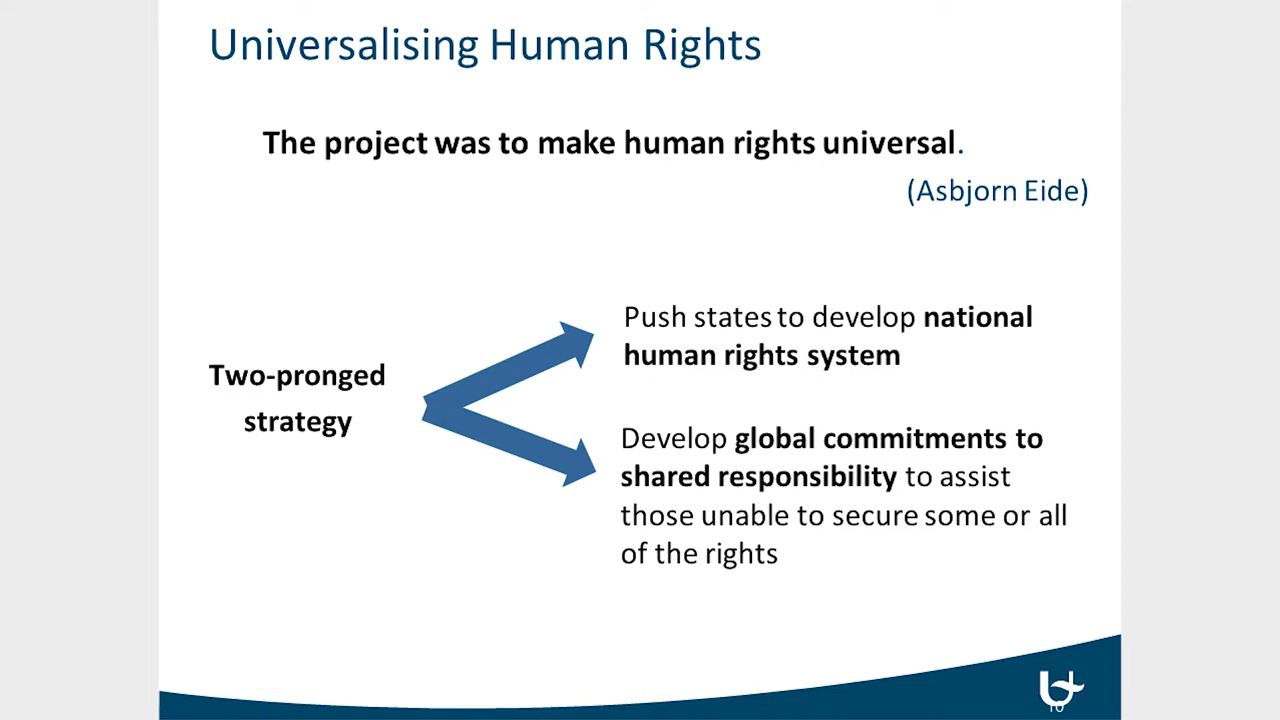 Universalising Human Rights
The project was to make human rights universal.
(Asbjorn Eide)
Two-pronged
strategy
Push states to develop national
human rights system
Develop global commitments to
shared responsibility to assist
those unable to secure some or all
of the rights
10